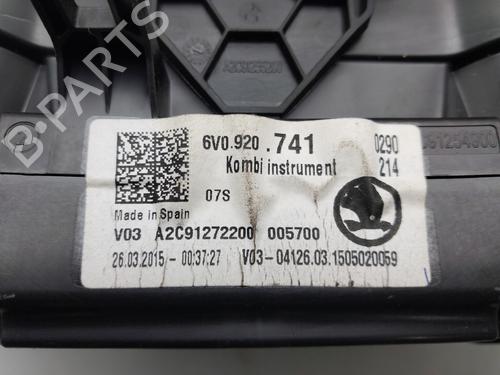 6V0.920 .741 0290
Kombi instrument 214
07S
Made in Spain
V03 A2C91272200 005700
26.03.2015 - 00:37:27 V03-04126.03.1505020059